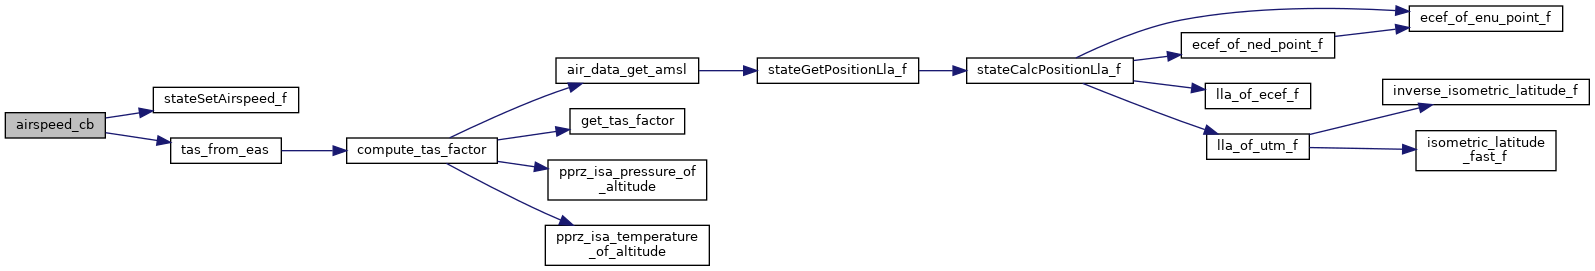 airspeed_cb
stateSetAirspeed_f
tas_from_eas
compute_tas_factor
air_data_get_amsl
get_tas_factor
pprz_isa_pressure_of
_altitude
pprz_isa_temperature
_of_altitude
stateGetPositionLla_f
stateCalcPositionLla_f
ecef_of_enu_point_f
ecef_of_ned_point_f
lla_of_ecef_f
lla_of_utm_f
inverse_isometric_latitude_f
isometric_latitude
_fast_f